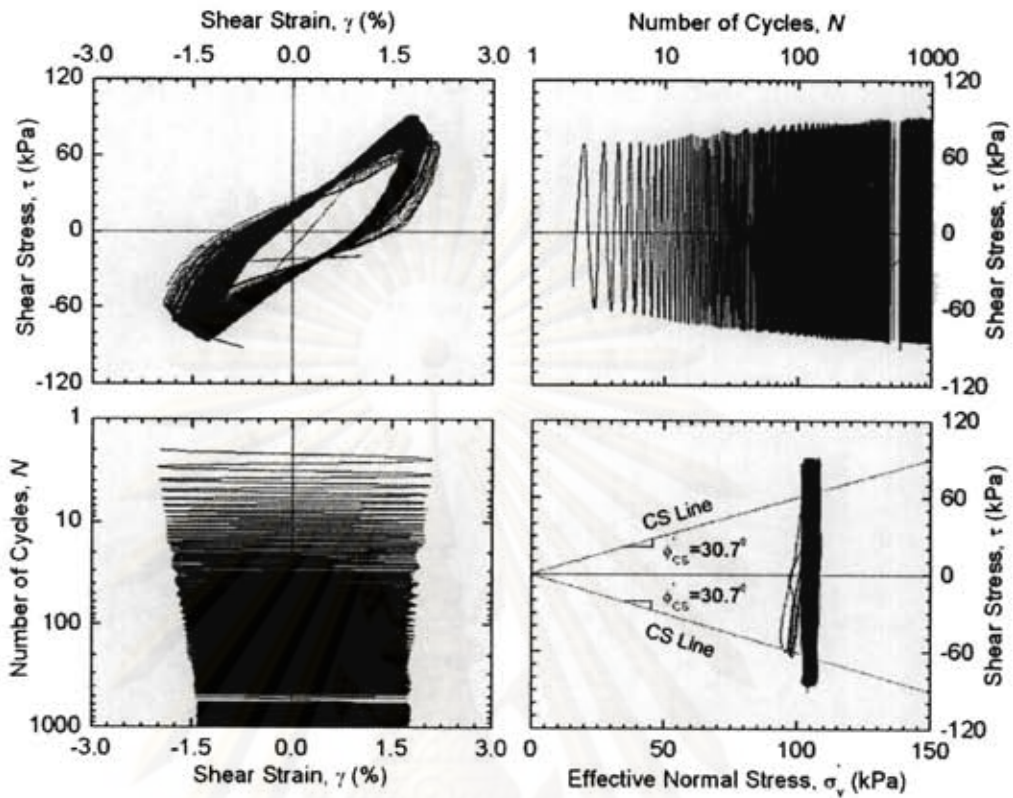 Shear Strain, γ (%)
-3.0 -1.5 0.0 1.5 3.0
120
60
0
-60
-120
Shear Stress, τ (kPa)
Number of Cycles, N
1 10 100 1000
120
60
0
-60
-120
Shear Stress, τ (kPa)
1
10
100
1000
Number of Cycles, N
-3.0 -1.5 0.0 1.5 3.0
Shear Strain, γ (%)
CS Line
ϕ'CS=30.7⁰
ϕ'CS=30.7⁰
CS Line
120
60
0
-60
-120
Shear Stress, τ (kPa)
0 50 100 150
Effective Normal Stress, σ'v (kPa)